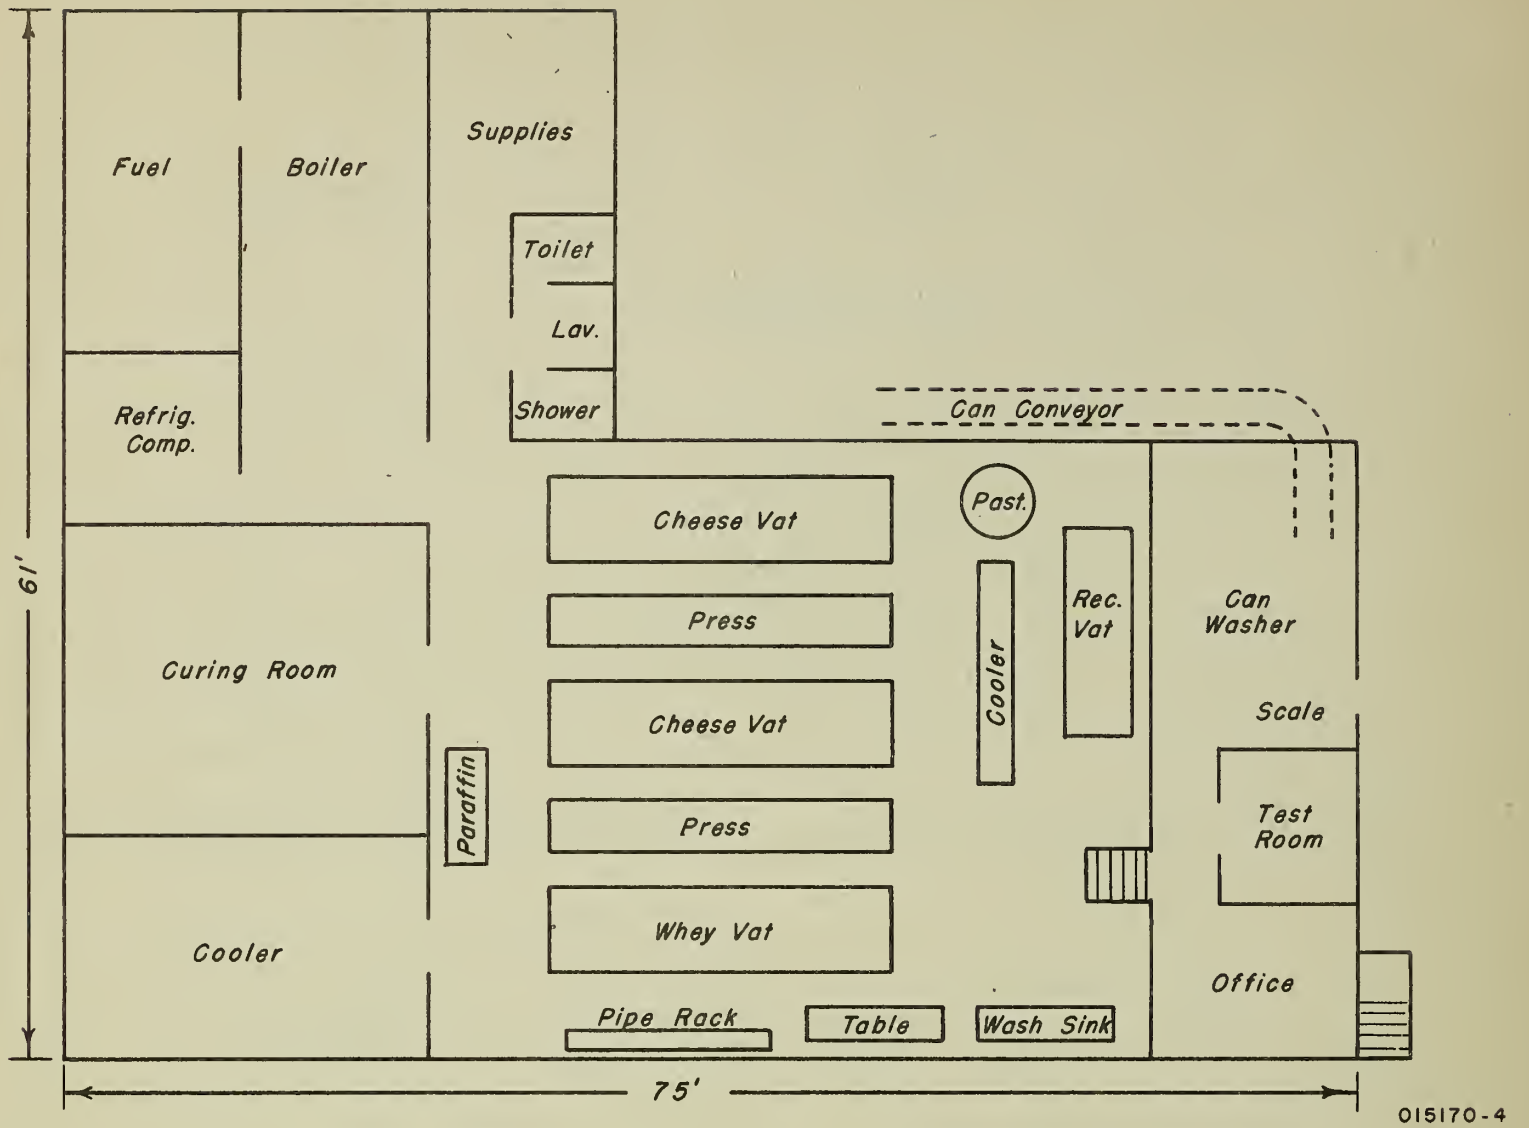 Supplies
Fuel
Boiler
Toilet
Lav.
Shower
Refrig.
Comp.
Can Conveyor
Cheese Vat
Past.
61'
Press
Rec.
Vat
Can
Washer
Curing Room
Cooler
Cheese Vat
Scale
Paraffin
Press
Test
Room
Cooler
Whey Vat
Office
Pipe Rack
Table
Wash Sink
75'
015170-4